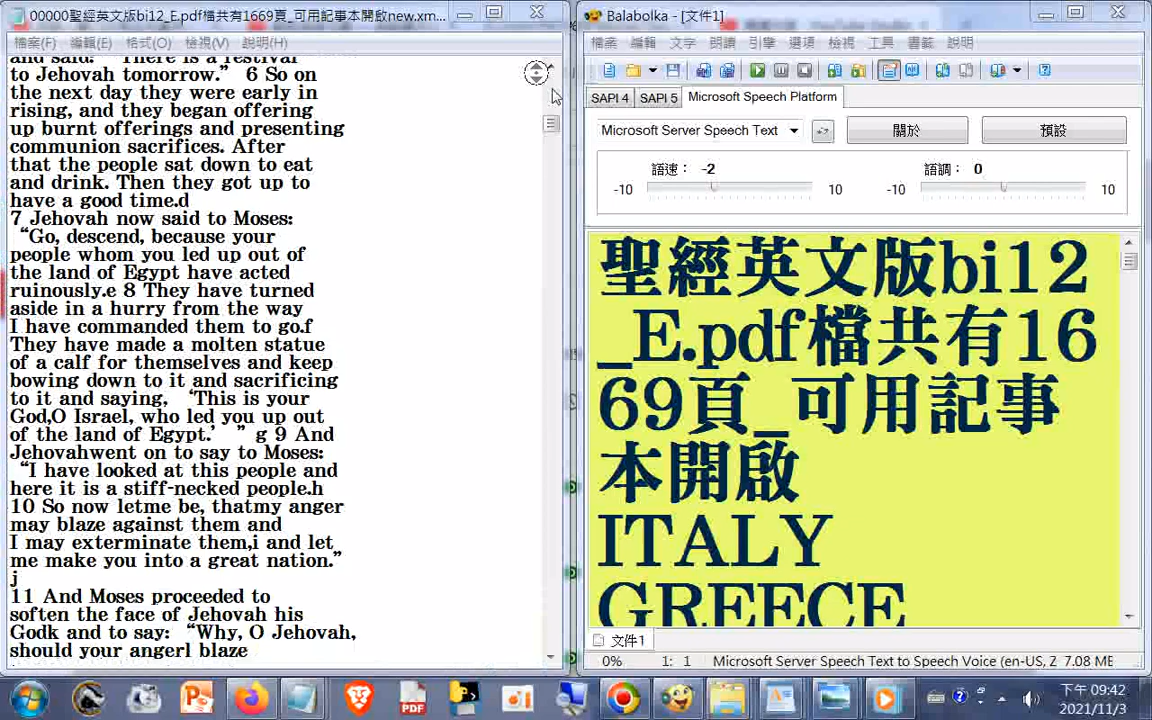 00000聖經英文版bi12_E.pdf檔共有1669頁_可用記事本開啟new.xm...
檔案(F) 編輯(E) 格式(O) 檢視(V) 說明(H)
and said: “There is a festival
to Jehovah tomorrow.” 6 So on
the next day they were early in
rising, and they began offering
up burnt offerings and presenting
communion sacrifices. After
that the people sat down to eat
and drink. Then they got up to
have a good time.d
7 Jehovah now said to Moses:
“Go, descend, because your
people whom you led up out of
the land of Egypt have acted
ruinously.e 8 They have turned
aside in a hurry from the way
I have commanded them to go.f
They have made a molten statue
of a calf for themselves and keep
bowing down to it and sacrificing
to it and saying, ‘This is your
God,O Israel, who led you up out
of the land of Egypt.’ ”g 9 And
Jehovahwent on to say to Moses:
“I have looked at this people and
here it is a stiff-necked people.h
10 So now letme be, thatmy anger
may blaze against them and
I may exterminate them,i and let
me make you into a great nation.”
j
11 And Moses proceeded to
soften the face of Jehovah his
Godk and to say: “Why, O Jehovah,
should your angerl blaze
Balabolka - [文件1]
檔案 編輯 文字 朗讀 引擎 選項 檢視 工具 書籤 說明
SAPI 4 SAPI 5 Microsoft Speech Platform
Microsoft Server Speech Text 關於 預設
語速: -2 語調: 0
-10 10 -10 10
聖經英文版bi12
_E.pdf檔共有16
69頁_可用記事
本開啟
ITALY
GREECE
文件1
0% 1: 1 Microsoft Server Speech Text to Speech Voice (en-US, 2 7.08 ME
PDF
下午 09:42
2021/11/3